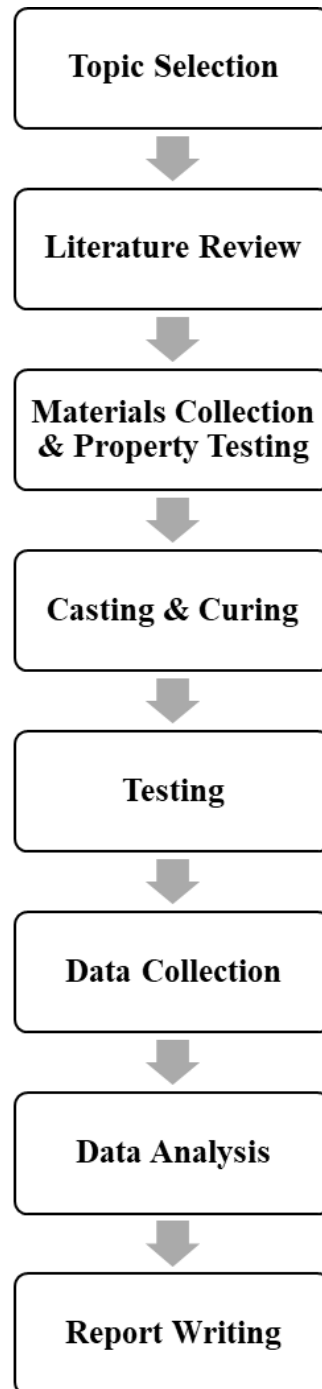 Topic Selection
Literature Review
Materials Collection
& Property Testing
Casting & Curing
Testing
Data Collection
Data Analysis
Report Writing